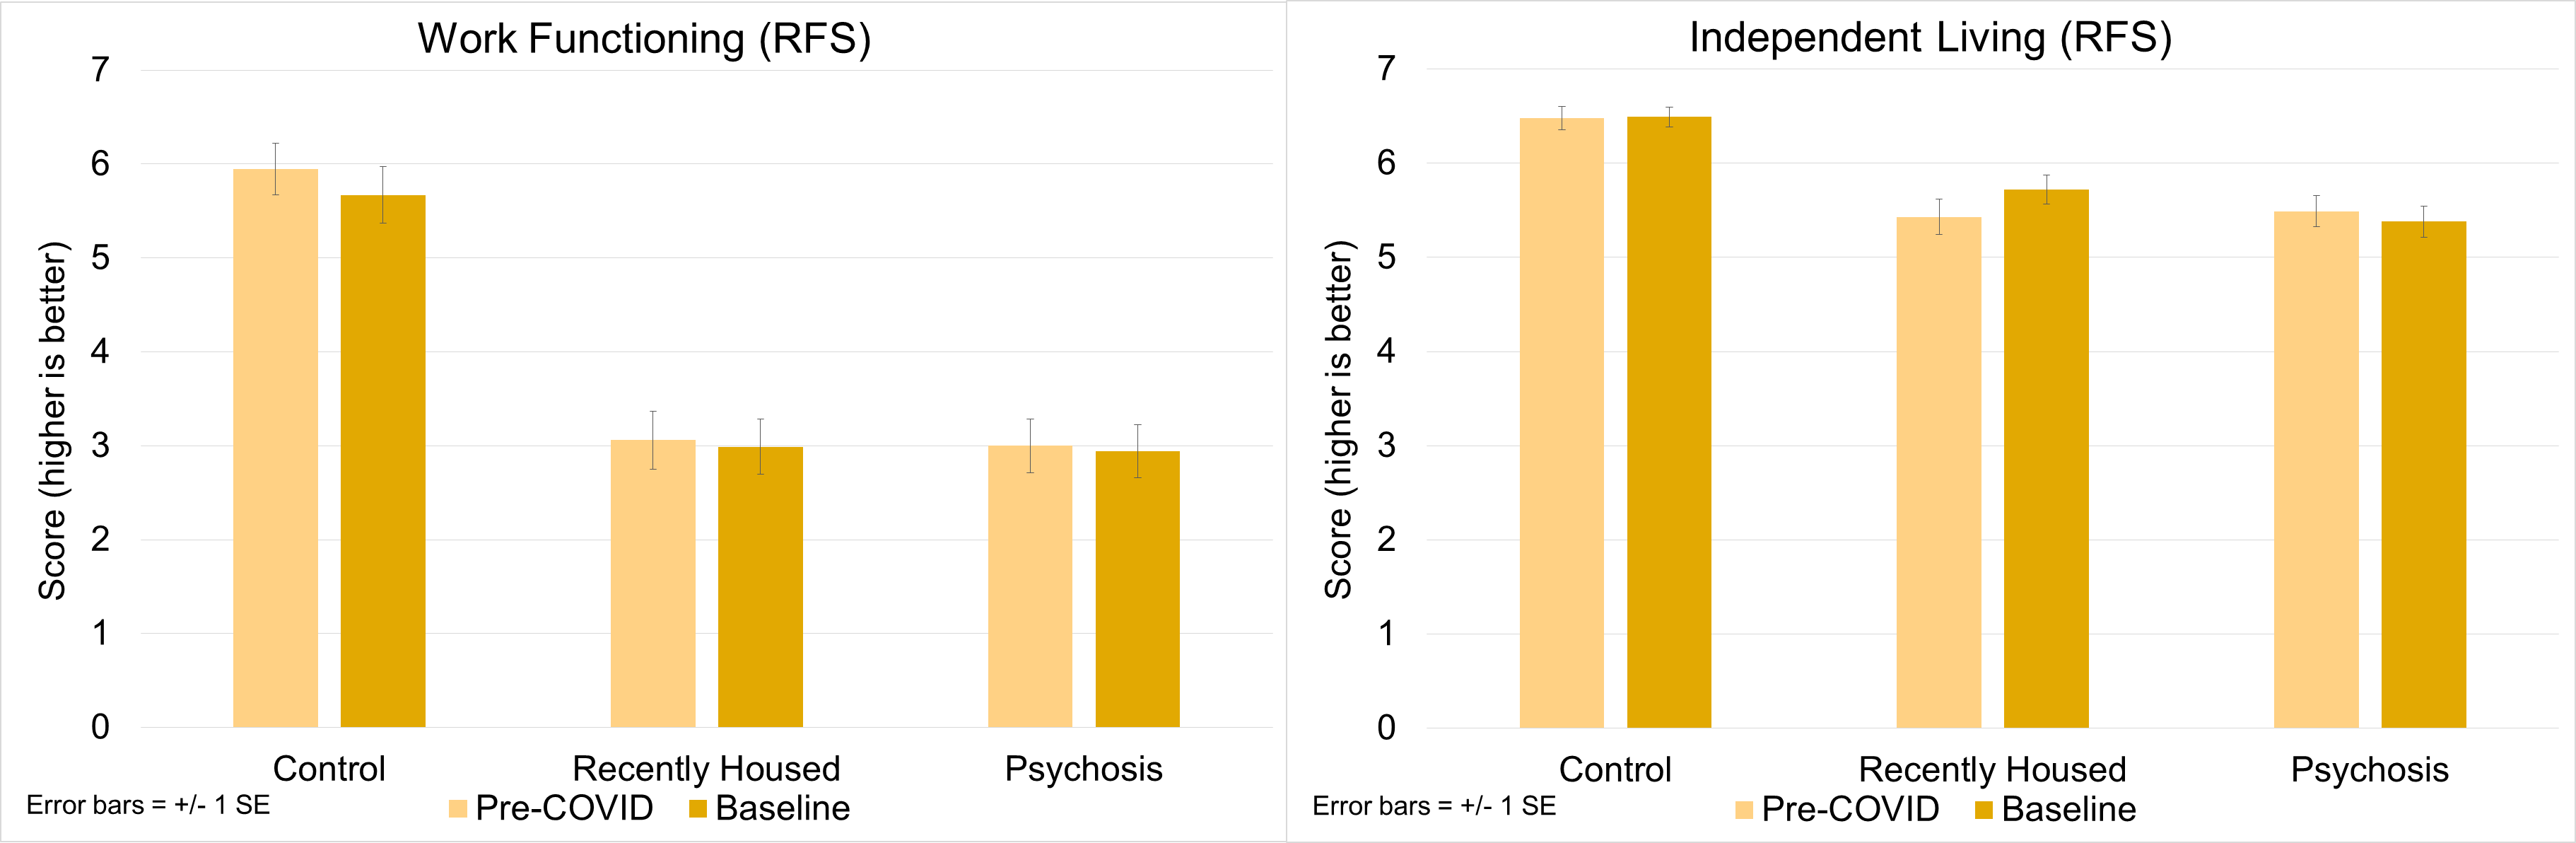 Work Functioning (RFS)
7
6
5
4
3
2
1
0
Score (higher is better)
Control Recently Housed Psychosis
Error bars = +/- 1 SE
Pre-COVID Baseline
Independent Living (RFS)
7
6
5
4
3
2
1
0
Score (higher is better)
Control Recently Housed Psychosis
Error bars = +/- 1 SE
Pre-COVID Baseline